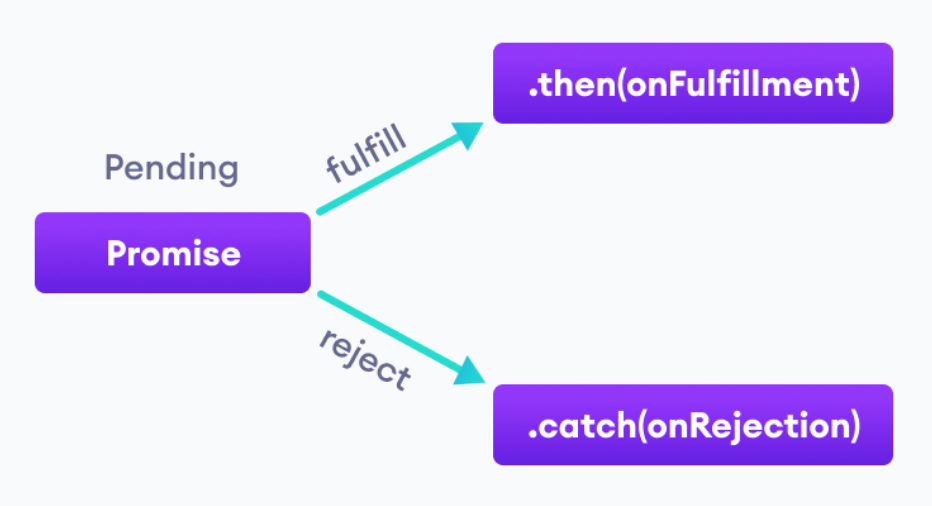 .then(onFulfillment)
fulfill
Pending
Promise
reject
.catch(onRejection)